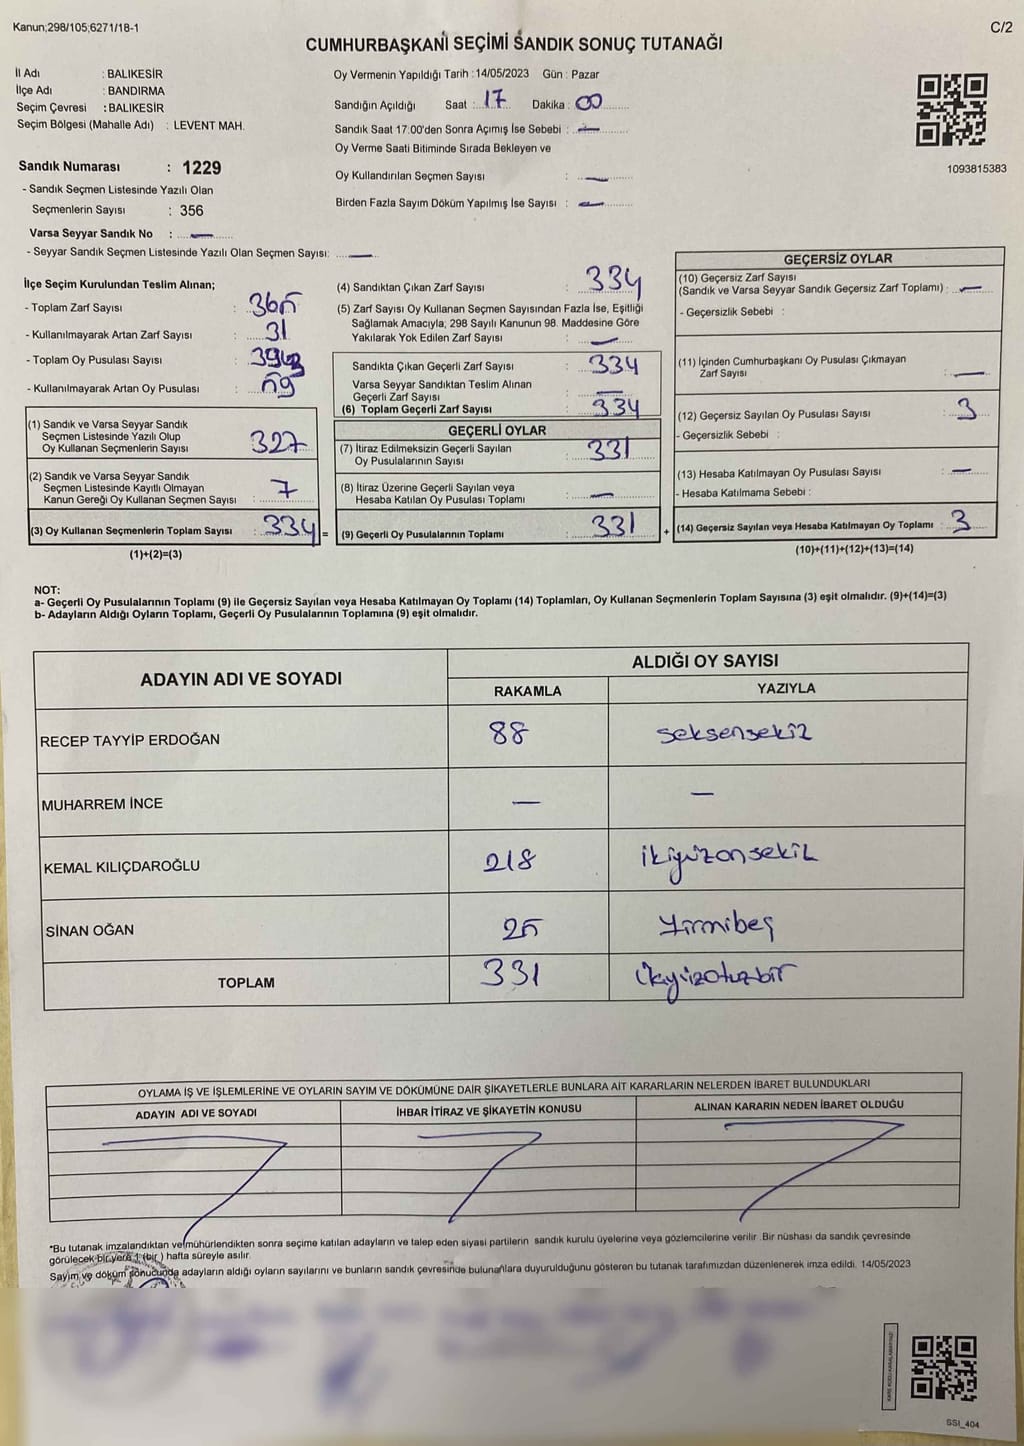 Kanun;298/105;6271/18-1
C/2
CUMHURBAŞKANI SEÇİMİ SANDIK SONUÇ TUTANAĞI
İl Adı : BALIKESİR
İlçe Adı : BANDIRMA
Seçim Çevresi : BALIKESİR
Seçim Bölgesi (Mahalle Adı) : LEVENT MAH.
Sandık Numarası : 1229
- Sandık Seçmen Listesinde Yazılı Olan
Seçmenlerin Sayısı : 356
Varsa Seyyar Sandık No : —
- Seyyar Sandık Seçmen Listesinde Yazılı Olan Seçmen Sayısı: —
Oy Vermenin Yapıldığı Tarih : 14/05/2023 Gün : Pazar
Sandığın Açıldığı Saat : 17 Dakika : 00
Sandık Saat 17:00'den Sonra Açımış İse Sebebi : —
Oy Verme Saati Bitiminde Sırada Bekleyen ve
Oy Kullandırılan Seçmen Sayısı : —
Birden Fazla Sayım Döküm Yapılmış İse Sayısı : —
1093815383
İlçe Seçim Kurulundan Teslim Alınan;
- Toplam Zarf Sayısı : 365
- Kullanılmayarak Artan Zarf Sayısı : 31
- Toplam Oy Pusulası Sayısı :
- Kullanılmayarak Artan Oy Pusulası : 59
(1) Sandık ve Varsa Seyyar Sandık
Seçmen Listesinde Yazılı Olup
Oy Kullanan Seçmenlerin Sayısı 327
(2) Sandık ve Varsa Seyyar Sandık
Seçmen Listesinde Kayıtlı Olmayan
Kanun Gereği Oy Kullanan Seçmen Sayısı : 7
(3) Oy Kullanan Seçmenlerin Toplam Sayısı : 334 =
(1)+(2)=(3)
(4) Sandıktan Çıkan Zarf Sayısı : 334
(5) Zarf Sayısı Oy Kullanan Seçmen Sayısından Fazla İse, Eşitliği
Sağlamak Amacıyla; 298 Sayılı Kanunun 98. Maddesine Göre
Yakılarak Yok Edilen Zarf Sayısı : —
Sandıkta Çıkan Geçerli Zarf Sayısı : 334
Varsa Seyyar Sandıktan Teslim Alınan
Geçerli Zarf Sayısı : —
(6) Toplam Geçerli Zarf Sayısı : 334
GEÇERLİ OYLAR
(7) İtiraz Edilmeksizin Geçerli Sayılan
Oy Pusulalarının Sayısı : 331
(8) İtiraz Üzerine Geçerli Sayılan veya
Hesaba Katılan Oy Pusulası Toplamı : —
(9) Geçerli Oy Pusulalarının Toplamı : 331 +
GEÇERSİZ OYLAR
(10) Geçersiz Zarf Sayısı
(Sandık ve Varsa Seyyar Sandık Geçersiz Zarf Toplamı) : —
- Geçersizlik Sebebi :
(11) İçinden Cumhurbaşkanı Oy Pusulası Çıkmayan
Zarf Sayısı : —
(12) Geçersiz Sayılan Oy Pusulası Sayısı : 3
- Geçersizlik Sebebi :
(13) Hesaba Katılmayan Oy Pusulası Sayısı : —
- Hesaba Katılmama Sebebi :
(14) Geçersiz Sayılan veya Hesaba Katılmayan Oy Toplamı : 3
(10)+(11)+(12)+(13)=(14)
NOT:
a- Geçerli Oy Pusulalarının Toplamı (9) ile Geçersiz Sayılan veya Hesaba Katılmayan Oy Toplamı (14) Toplamları, Oy Kullanan Seçmenlerin Toplam Sayısına (3) eşit olmalıdır. (9)+(14)=(3)
b- Adayların Aldığı Oyların Toplamı, Geçerli Oy Pusulalarının Toplamına (9) eşit olmalıdır.
ADAYIN ADI VE SOYADI ALDIĞI OY SAYISI
RAKAMLA YAZIYLA
RECEP TAYYİP ERDOĞAN 88 seksensekiz
MUHARREM İNCE — —
KEMAL KILIÇDAROĞLU 218 ikiyüzonsekiz
SİNAN OĞAN 25 Yirmibeş
TOPLAM 331 üçyüzotuzbir
OYLAMA İŞ VE İŞLEMLERİNE VE OYLARIN SAYIM VE DÖKÜMÜNE DAİR ŞİKAYETLERLE BUNLARA AİT KARARLARIN NELERDEN İBARET BULUNDUKLARI
ADAYIN ADI VE SOYADI İHBAR İTİRAZ VE ŞİKAYETİN KONUSU ALINAN KARARIN NEDEN İBARET OLDUĞU
*Bu tutanak imzalandıktan ve mühürlendikten sonra seçime katılan adayların ve talep eden siyasi partilerin sandık kurulu üyelerine veya gözlemcilerine verilir. Bir nüshası da sandık çevresinde
görülecek bir yere 1 (bir ) hafta süreyle asılır.
Sayım ve döküm sonucunda adayların aldığı oyların sayılarını ve bunların sandık çevresinde bulunanlara duyurulduğunu gösteren bu tutanak tarafımızdan düzenlenerek imza edildi. 14/05/2023
SSI_404